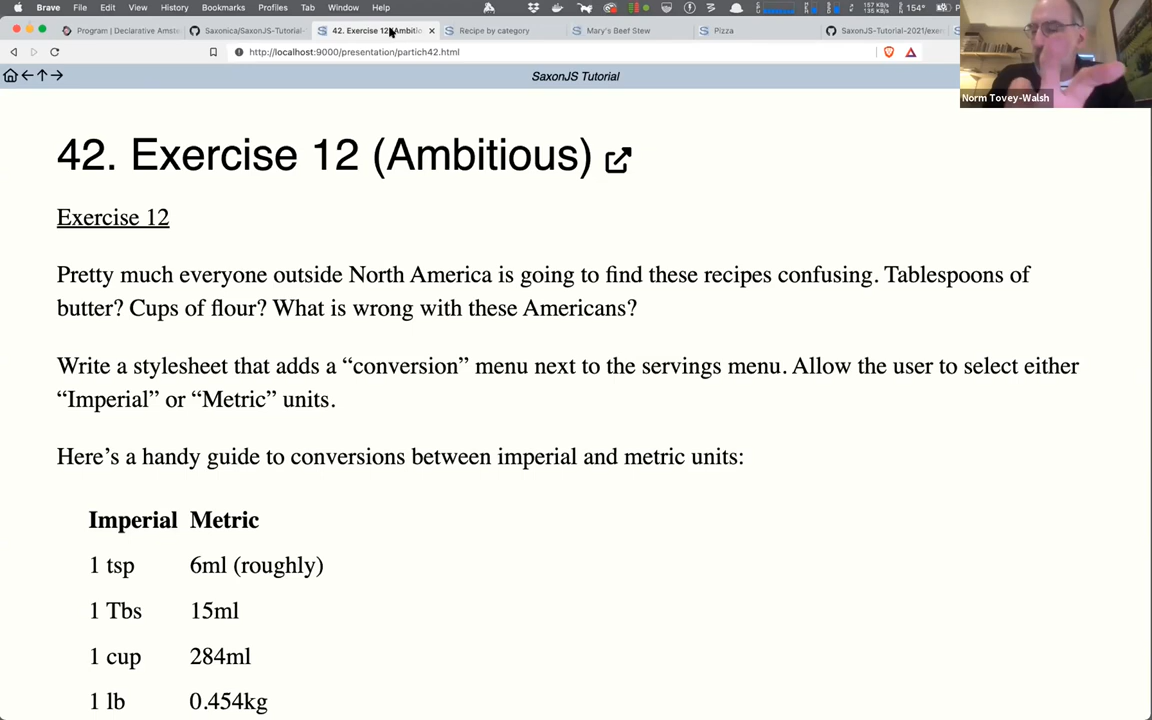 Brave File Edit View History Bookmarks Profiles Tab Window Help 157 KB/s 135 KB/s 154°
Program | Declarative Amste Saxonica/SaxonJS-Tutorial- 42. Exercise 12 (Ambitio Recipe by category Mary's Beef Stew Pizza SaxonJS-Tutorial-2021/exer
http://localhost:9000/presentation/partich42.html
SaxonJS Tutorial
Norm Tovey-Walsh
42. Exercise 12 (Ambitious)
Exercise 12
Pretty much everyone outside North America is going to find these recipes confusing. Tablespoons of
butter? Cups of flour? What is wrong with these Americans?
Write a stylesheet that adds a “conversion” menu next to the servings menu. Allow the user to select either
“Imperial” or “Metric” units.
Here’s a handy guide to conversions between imperial and metric units:
Imperial Metric
1 tsp 6ml (roughly)
1 Tbs 15ml
1 cup 284ml
1 lb 0.454kg